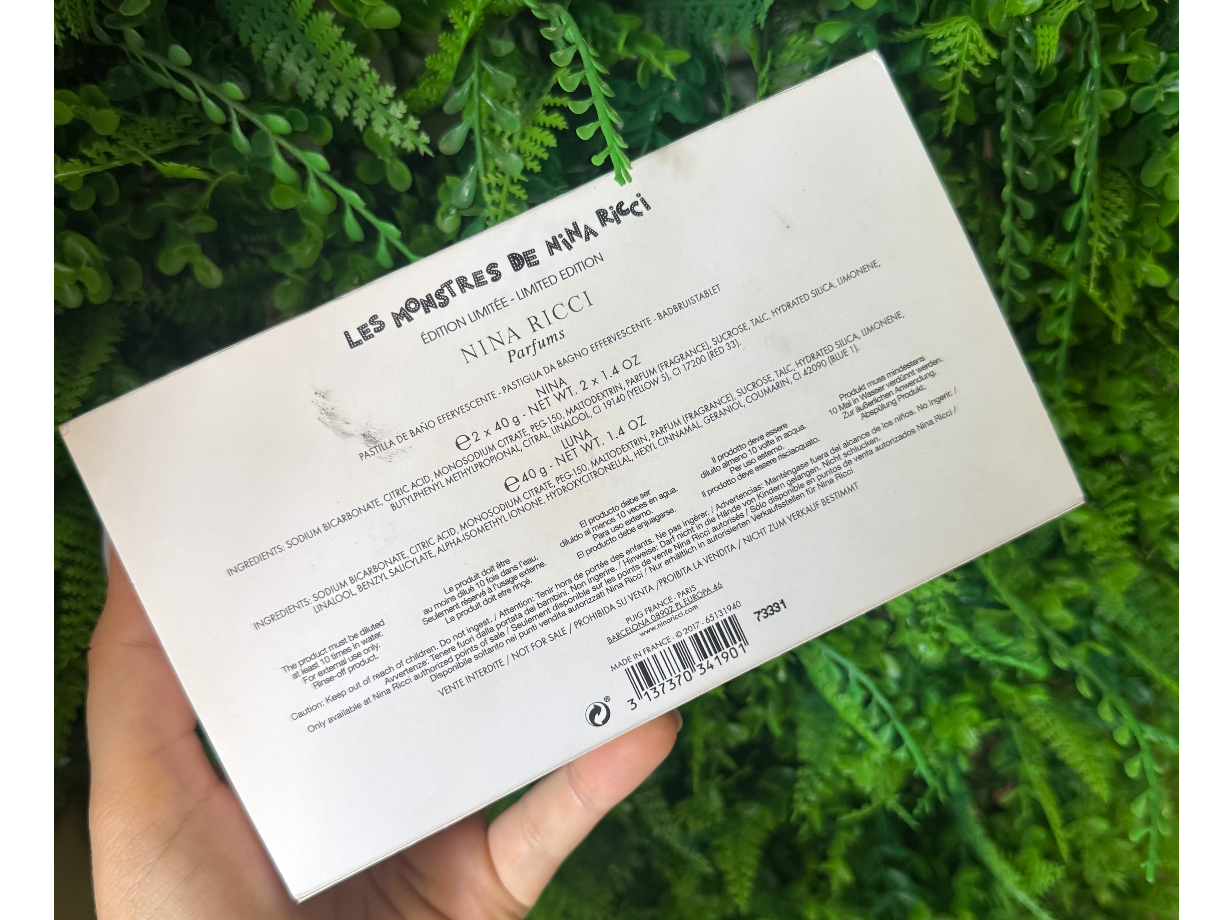 LES MONSTRES DE NINA RICCI
ÉDITION LIMITÉE - LIMITED EDITION
NINA RICCI
Parfums
PASTILLA DE BAÑO EFFERVESCENTE - PASTIGLIA DA BAGNO EFFERVESCENTE - BADBRUISTABLET
NINA
℮ 2 x 40 g - NET WT. 2 x 1.4 OZ
INGREDIENTS: SODIUM BICARBONATE, CITRIC ACID, MONOSODIUM CITRATE, PEG-150, MALTODEXTRIN, PARFUM (FRAGRANCE), SUCROSE, TALC, HYDRATED SILICA, LIMONENE,
BUTYLPHENYL METHYLPROPIONAL, CITRAL, LINALOOL, CI 19140 (YELLOW 5), CI 17200 (RED 33).
LUNA
℮ 40 g - NET WT. 1.4 OZ
INGREDIENTS: SODIUM BICARBONATE, CITRIC ACID, MONOSODIUM CITRATE, PEG-150, MALTODEXTRIN, PARFUM (FRAGRANCE), SUCROSE, TALC, HYDRATED SILICA, LIMONENE,
LINALOOL, BENZYL SALICYLATE, ALPHA-ISOMETHYL IONONE, HYDROXYCITRONELLAL, HEXYL CINNAMAL, GERANIOL, COUMARIN, CI 42090 (BLUE 1).
The product must be diluted
at least 10 times in water.
For external use only.
Rinse-off product.
Le produit doit être
au moins dilué 10 fois dans l'eau.
Seulement réservé à l'usage externe.
Le produit doit être rinçé.
El producto debe ser
diluido al menos 10 veces en agua.
Para uso externo.
El producto debe enjuagarse.
Il prodotto deve essere
diluito almeno 10 volte in acqua.
Per uso esterno.
Il prodotto deve essere risciacquato.
Produkt muss mindestens
10 Mal in Wasser verdünnt werden.
Zur äußerlichen Anwendung.
Abspülung Produkt.
Caution: Keep out of reach of children. Do not ingest. / Attention: Tenir hors de portée des enfants. Ne pas ingérer. / Advertencias: Manténgase fuera del alcance de los niños. No ingerir. /
Avvertenze: Tenere fuori dalla portata dei bambini. Non ingerire. / Hinweise: Darf nicht in die Hände von Kindern gelangen. Nicht schlucken.
Only available at Nina Ricci authorized points of sale / Seulement disponible sur les points de vente Nina Ricci autorisés / Sólo disponible en puntos de venta autorizados Nina Ricci /
Disponibile soltanto nei punti vendita autorizzati Nina Ricci / Nur erhältlich in autorisierten Verkaufsstellen für Nina Ricci
VENTE INTERDITE / NOT FOR SALE / PROHIBIDA SU VENTA / PROIBITA LA VENDITA / NICHT ZUM VERKAUF BESTIMMT
PUIG FRANCE · PARIS
BARCELONA 08902 PL EUROPA 46
www.ninaricci.com
MADE IN FRANCE · © 2017 · 65131940
73331
3 137370 341901
®